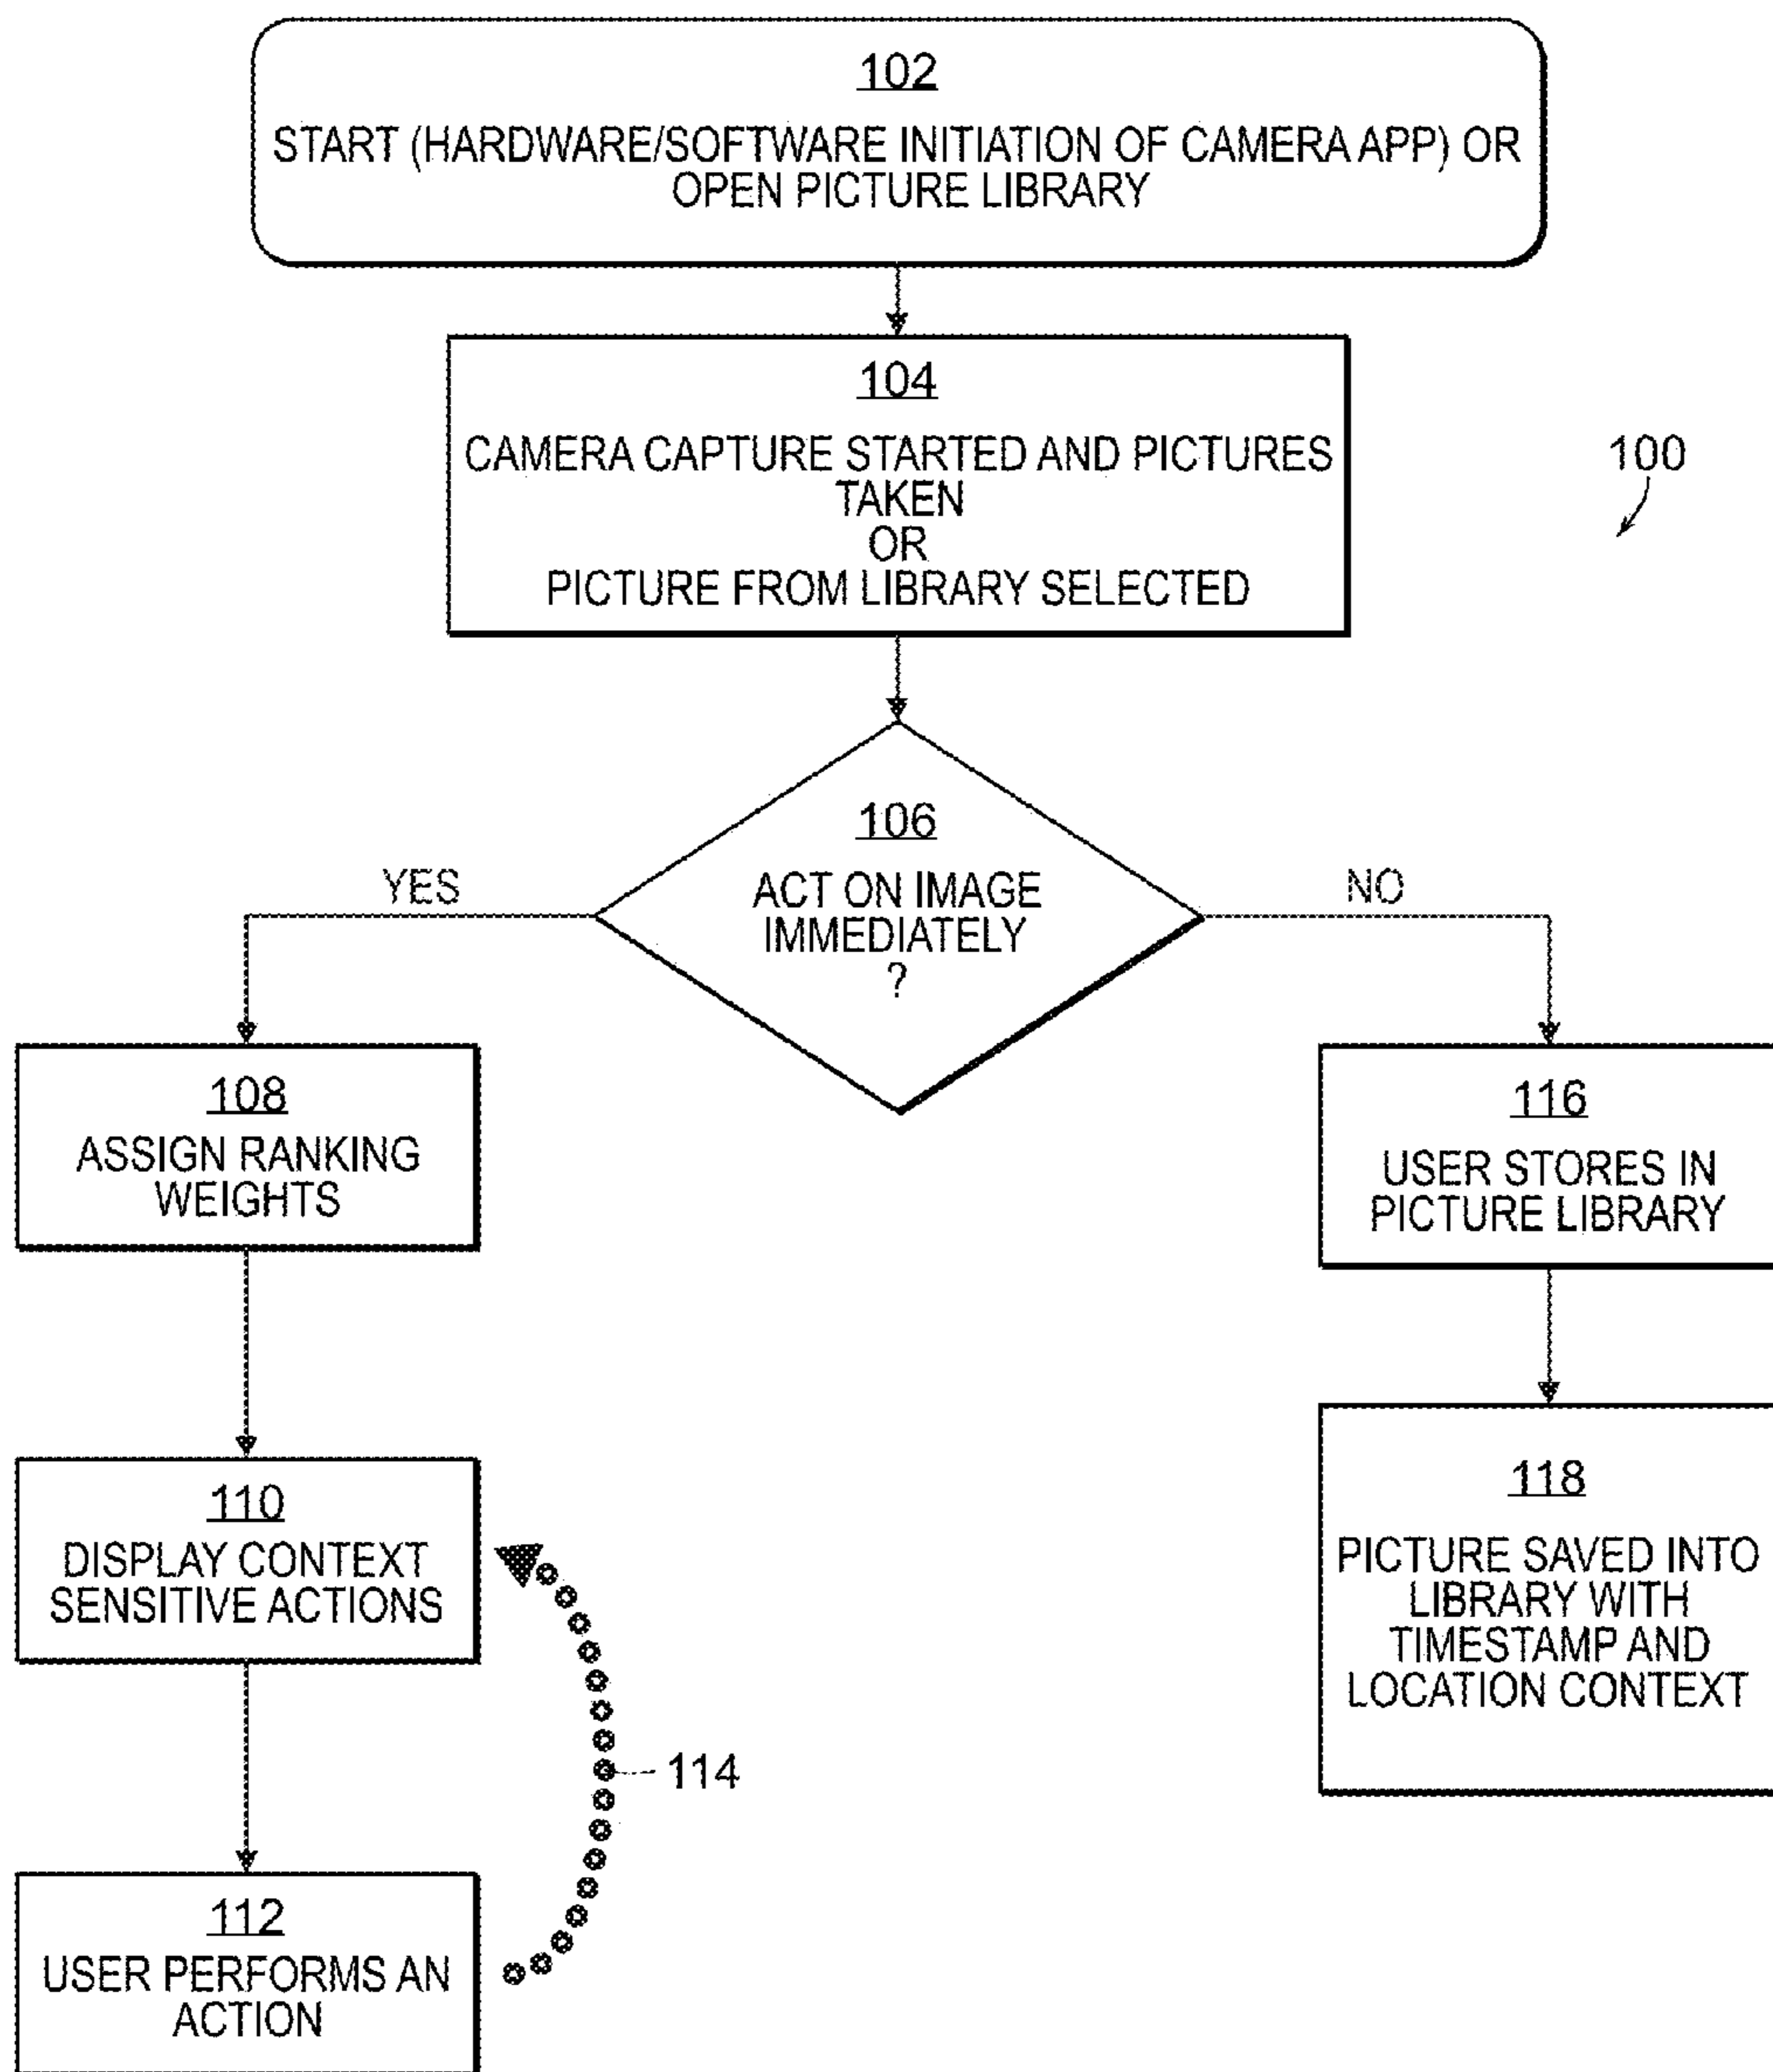 102
START (HARDWARE/SOFTWARE INITIATION OF CAMERA APP) OR
OPEN PICTURE LIBRARY
104
CAMERA CAPTURE STARTED AND PICTURES
TAKEN
OR
PICTURE FROM LIBRARY SELECTED
100
106
ACT ON IMAGE
IMMEDIATELY
?
YES
NO
108
ASSIGN RANKING
WEIGHTS
116
USER STORES IN
PICTURE LIBRARY
110
DISPLAY CONTEXT
SENSITIVE ACTIONS
118
PICTURE SAVED INTO
LIBRARY WITH
TIMESTAMP AND
LOCATION CONTEXT
114
112
USER PERFORMS AN
ACTION